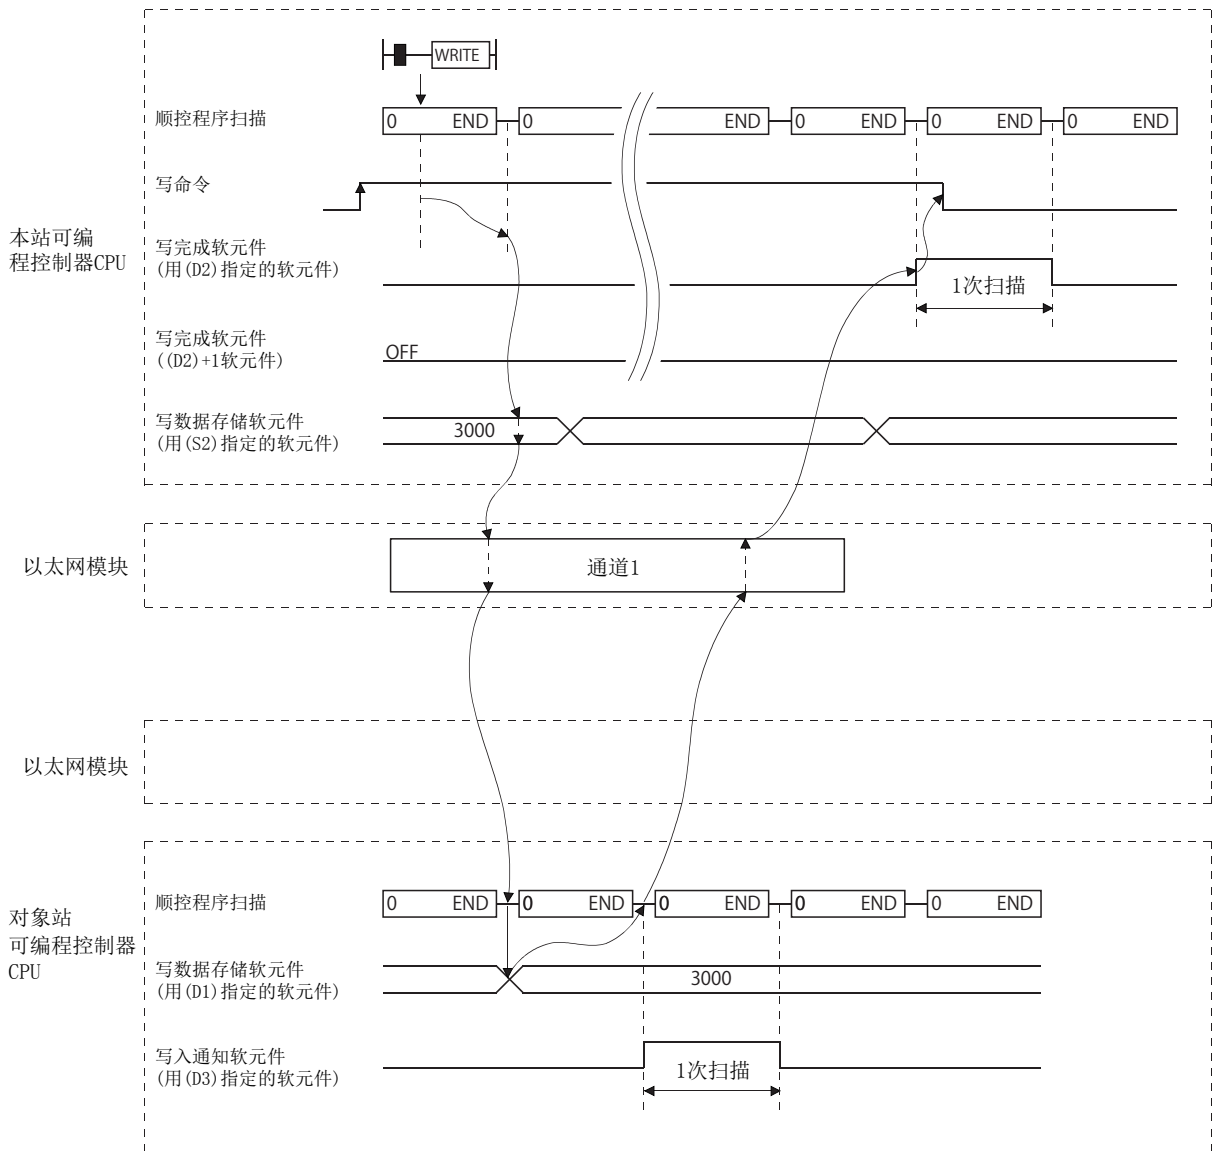 WRITE
顺控程序扫描
0 END 0 END 0 END 0 END 0 END
写命令
本站可编
程控制器CPU
写完成软元件
(用(D2)指定的软元件)
1次扫描
写完成软元件
((D2)+1软元件)
OFF
写数据存储软元件
(用(S2)指定的软元件)
3000
以太网模块
通道1
以太网模块
对象站
可编程控制器
CPU
顺控程序扫描
0 END 0 END 0 END 0 END 0 END
写数据存储软元件
(用(D1)指定的软元件)
3000
写入通知软元件
(用(D3)指定的软元件)
1次扫描